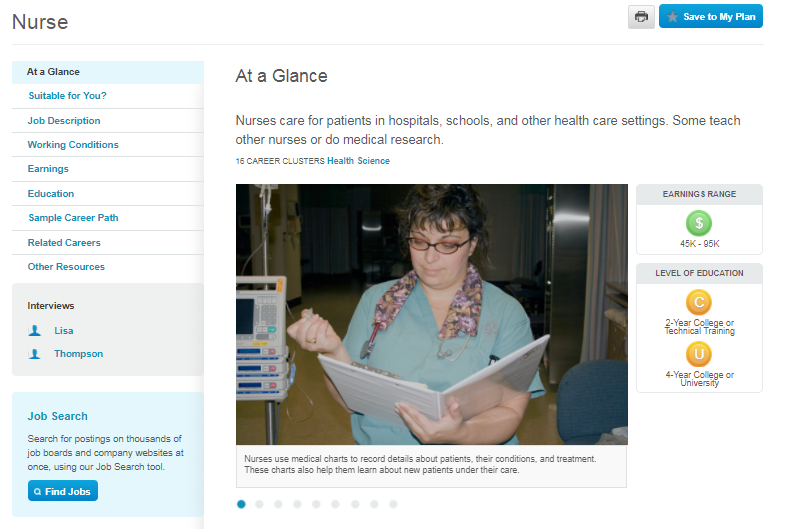 Nurse
Save to My Plan
At a Glance
Suitable for You?
Job Description
Working Conditions
Earnings
Education
Sample Career Path
Related Careers
Other Resources
Interviews
Lisa
Thompson
Job Search
Search for postings on thousands of
job boards and company websites at
once, using our Job Search tool.
Find Jobs
At a Glance
Nurses care for patients in hospitals, schools, and other health care settings. Some teach
other nurses or do medical research.
16 CAREER CLUSTERS Health Science
Nurses use medical charts to record details about patients, their conditions, and treatment.
These charts also help them learn about new patients under their care.
EARNINGS RANGE
$
45K - 95K
LEVEL OF EDUCATION
C
2-Year College or
Technical Training
U
4-Year College or
University